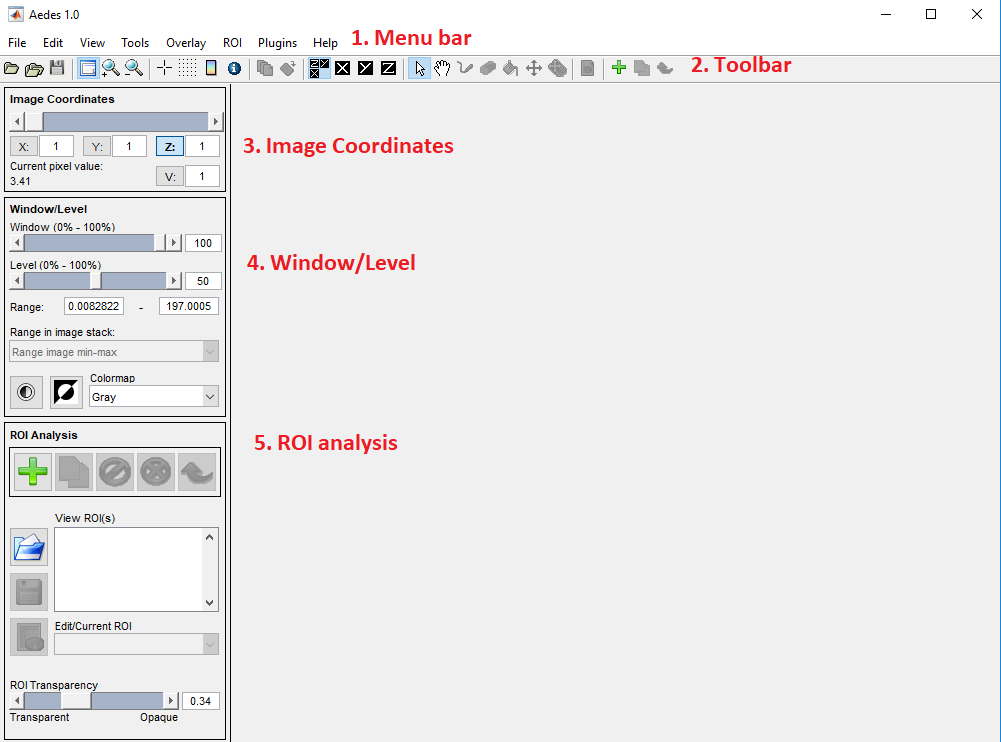 Aedes 1.0
File Edit View Tools Overlay ROI Plugins Help 1. Menu bar
2. Toolbar
Image Coordinates
X: 1 Y: 1 Z: 1
3. Image Coordinates
Current pixel value:
3.41
V: 1
Window/Level
Window (0% - 100%)
100
Level (0% - 100%)
4. Window/Level
50
Range: 0.0082822 - 197.0005
Range in image stack:
Range image min-max
Colormap
Gray
ROI Analysis
5. ROI analysis
View ROI(s)
Edit/Current ROI
ROI Transparency
0.34
Transparent Opaque